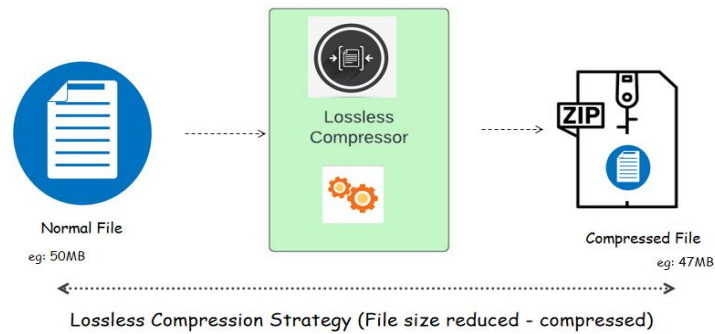 Lossless
Compressor
ZIP
Normal File
eg: 50MB
Compressed File
eg: 47MB
Lossless Compression Strategy (File size reduced - compressed)